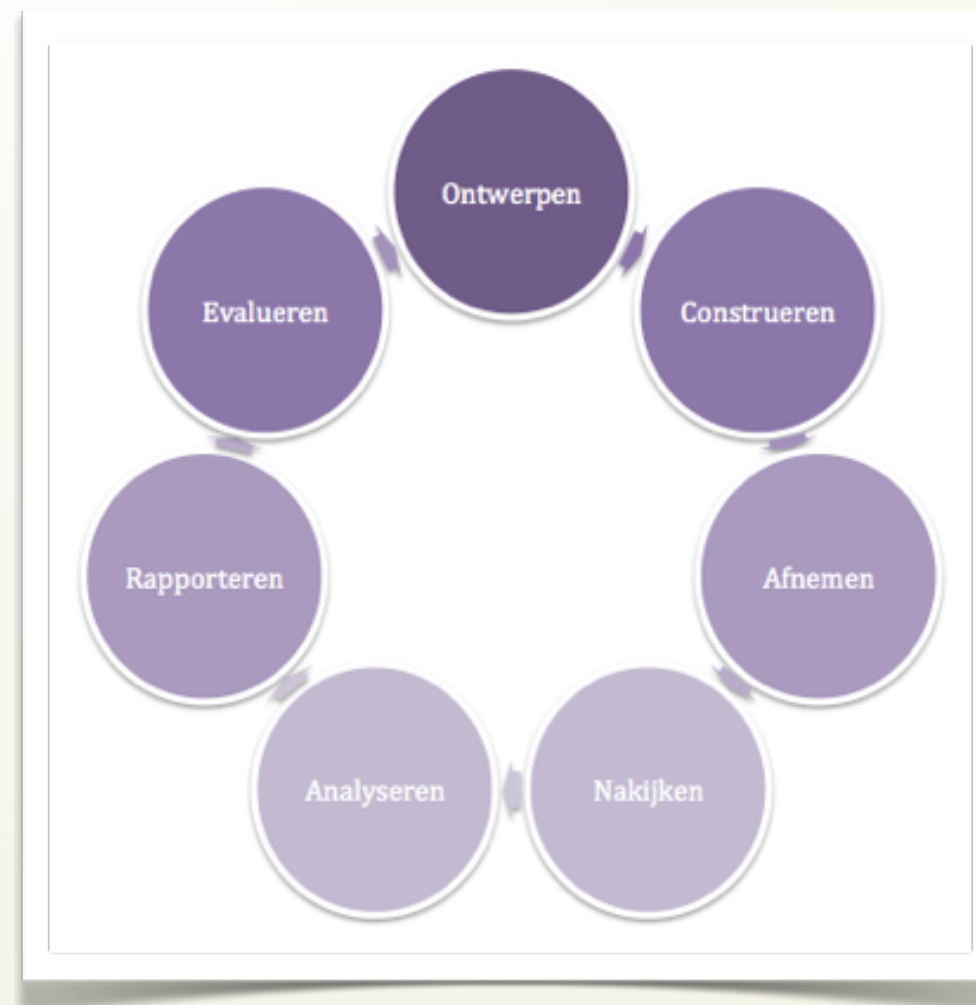 Ontwerpen
Construeren
Afnemen
Nakijken
Analyseren
Rapporteren
Evalueren